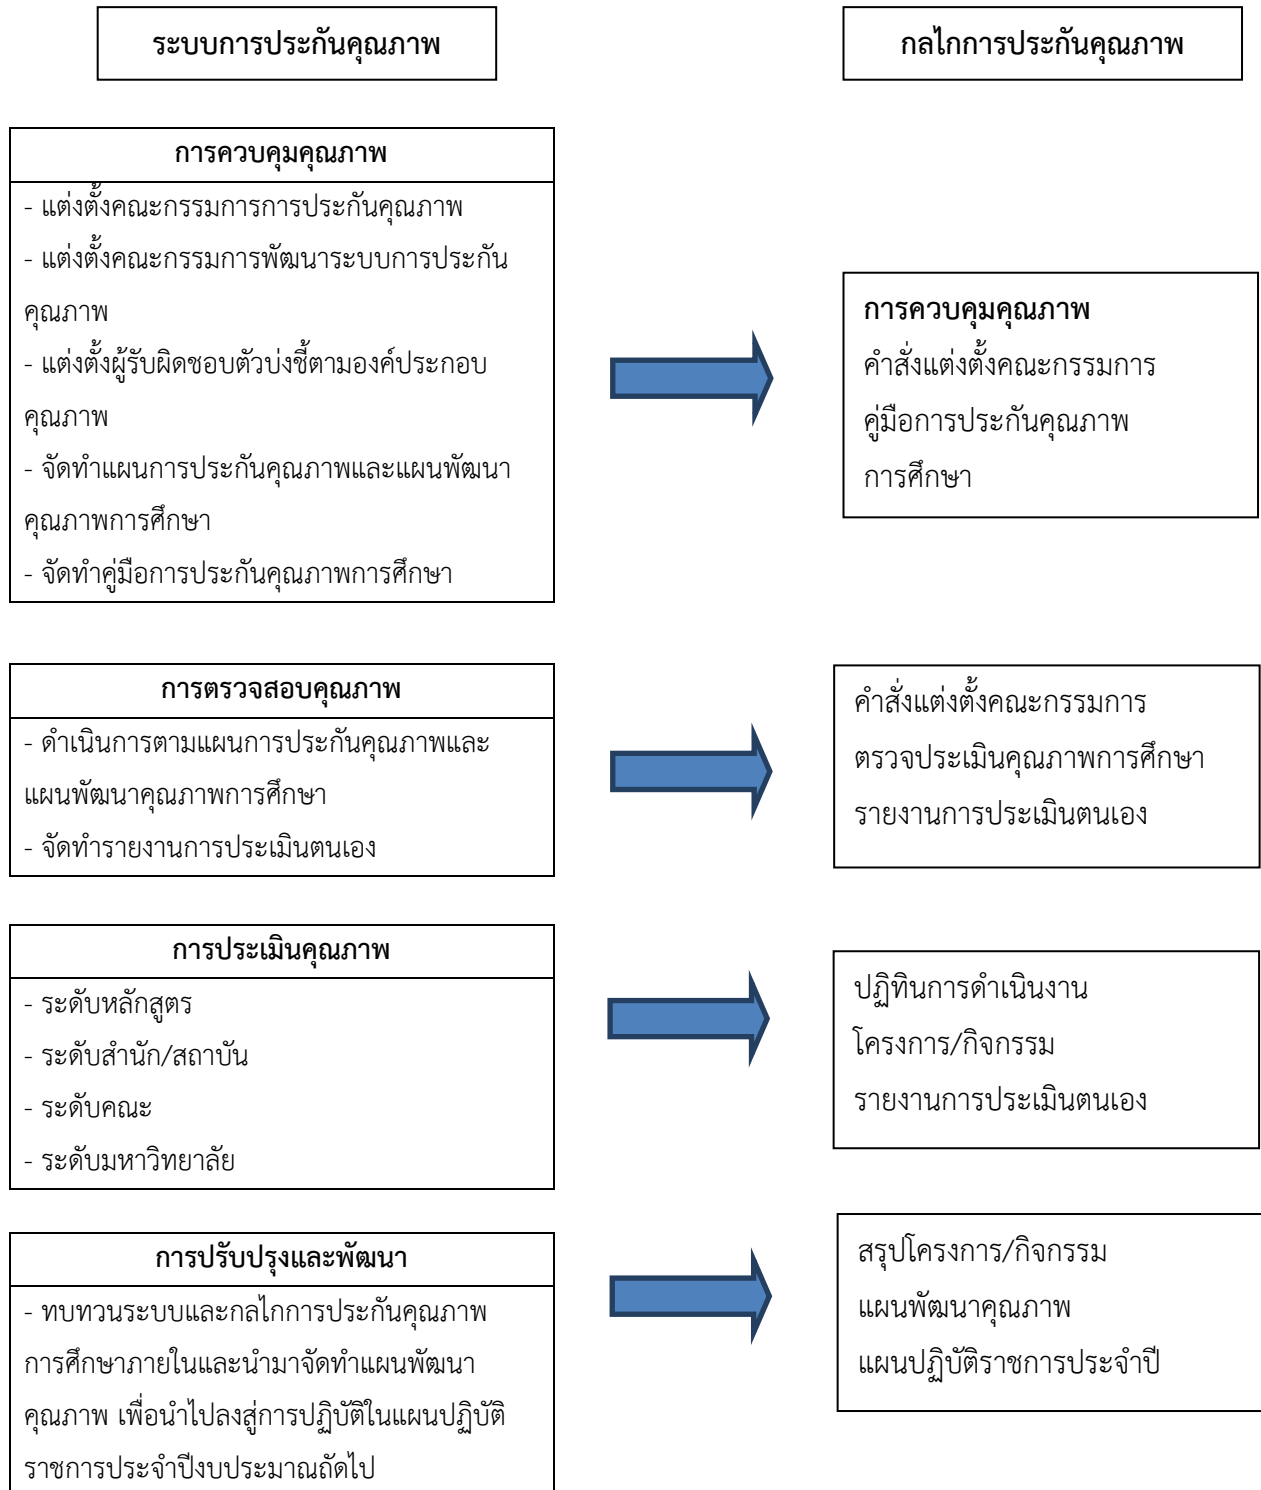 ระบบการประกันคุณภาพ
กลไกการประกันคุณภาพ
การควบคุมคุณภาพ
- แต่งตั้งคณะกรรมการการประกันคุณภาพ
- แต่งตั้งคณะกรรมการพัฒนาระบบการประกัน
คุณภาพ
- แต่งตั้งผู้รับผิดชอบตัวบ่งชี้ตามองค์ประกอบ
คุณภาพ
- จัดทำแผนการประกันคุณภาพและแผนพัฒนา
คุณภาพการศึกษา
- จัดทำคู่มือการประกันคุณภาพการศึกษา
การควบคุมคุณภาพ
คำสั่งแต่งตั้งคณะกรรมการ
คู่มือการประกันคุณภาพ
การศึกษา
การตรวจสอบคุณภาพ
- ดำเนินการตามแผนการประกันคุณภาพและ
แผนพัฒนาคุณภาพการศึกษา
- จัดทำรายงานการประเมินตนเอง
คำสั่งแต่งตั้งคณะกรรมการ
ตรวจประเมินคุณภาพการศึกษา
รายงานการประเมินตนเอง
การประเมินคุณภาพ
- ระดับหลักสูตร
- ระดับสำนัก/สถาบัน
- ระดับคณะ
- ระดับมหาวิทยาลัย
ปฏิทินการดำเนินงาน
โครงการ/กิจกรรม
รายงานการประเมินตนเอง
การปรับปรุงและพัฒนา
- ทบทวนระบบและกลไกการประกันคุณภาพ
การศึกษาภายในและนำมาจัดทำแผนพัฒนา
คุณภาพ เพื่อนำไปลงสู่การปฏิบัติในแผนปฏิบัติ
ราชการประจำปีงบประมาณถัดไป
สรุปโครงการ/กิจกรรม
แผนพัฒนาคุณภาพ
แผนปฏิบัติราชการประจำปี